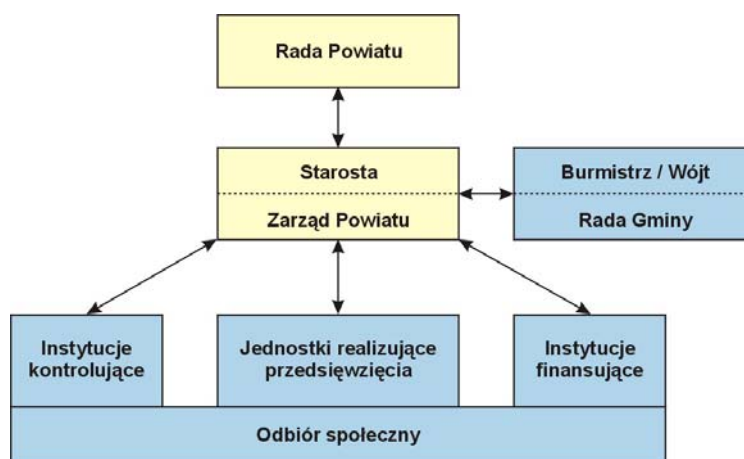 Rada Powiatu
Starosta
Zarząd Powiatu
Burmistrz / Wójt
Rada Gminy
Instytucje
kontrolujące
Jednostki realizujące
przedsięwzięcia
Instytucje
finansujące
Odbiór społeczny